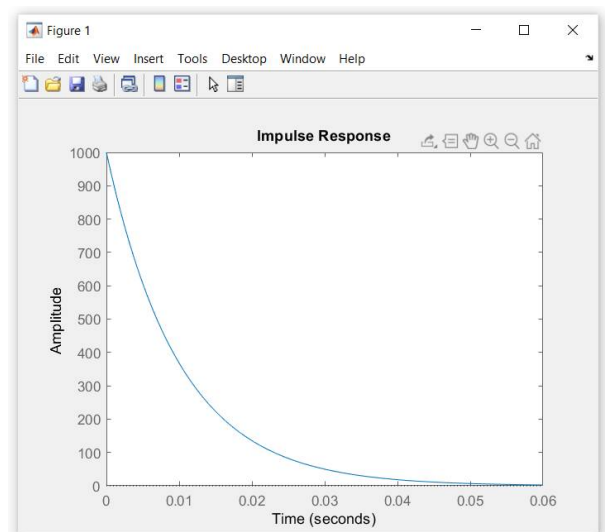 Figure 1
File Edit View Insert Tools Desktop Window Help
Impulse Response
1000
900
800
700
600
500
400
300
200
100
0
Amplitude
0 0.01 0.02 0.03 0.04 0.05 0.06
Time (seconds)